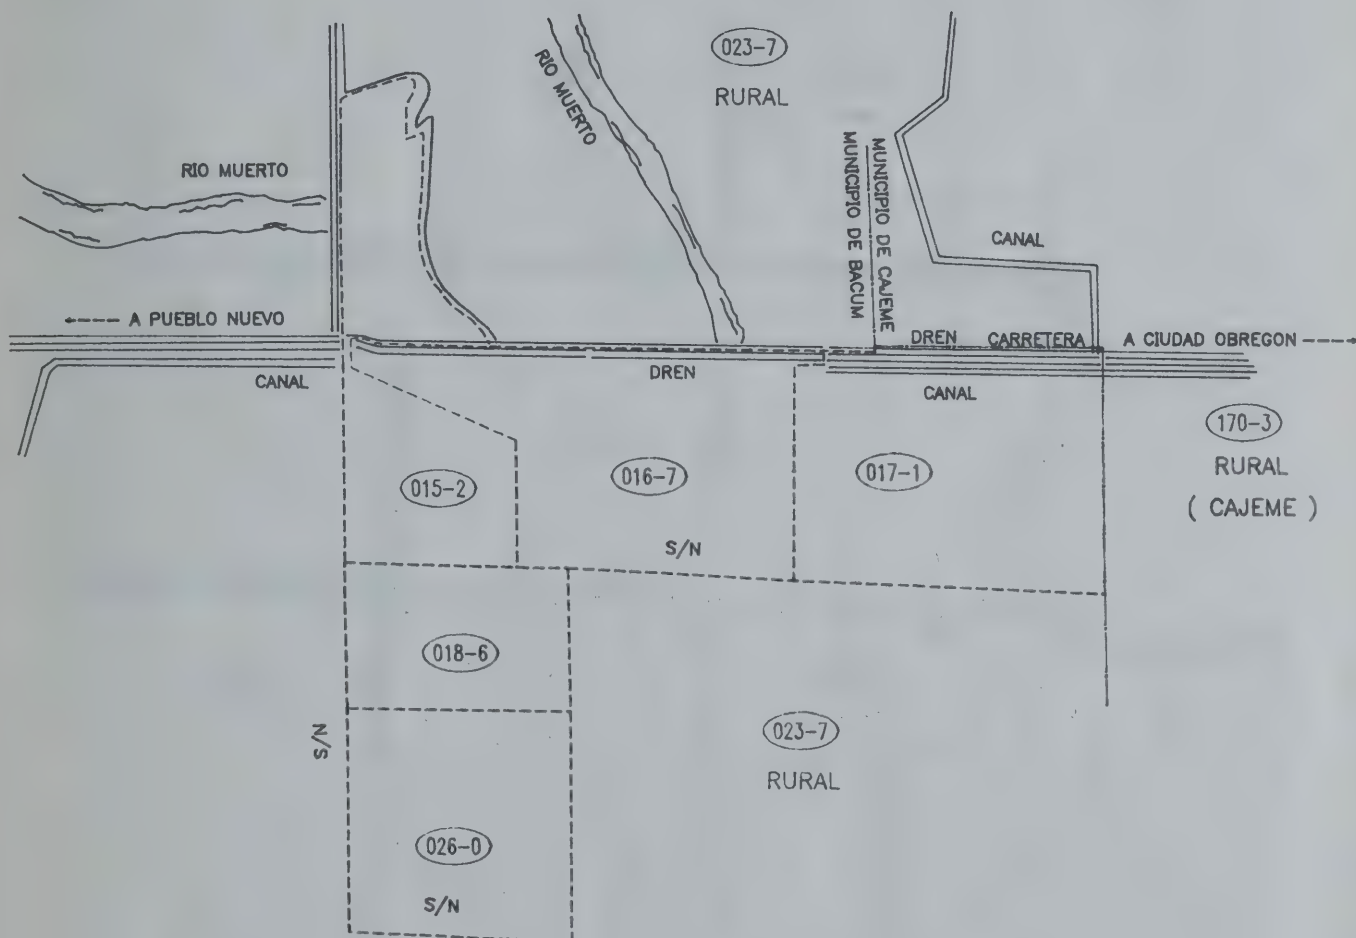 023-7
RURAL
RIO MUERTO
RIO MUERTO
MUNICIPIO DE CAJEME
MUNICIPIO DE BACUM
CANAL
←---- A PUEBLO NUEVO
DREN
CARRETERA
A CIUDAD OBREGON ----→
CANAL
DREN
CANAL
170-3
RURAL
( CAJEME )
015-2
016-7
017-1
S/N
018-6
S/N
023-7
RURAL
026-0
S/N